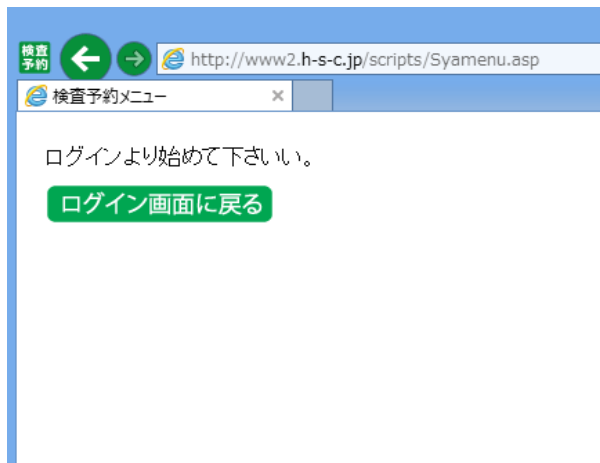 検査
予約
http://www2.h-s-c.jp/scripts/Syamenu.asp
検査予約メニュー
ログインより始めて下さいい。
ログイン画面に戻る